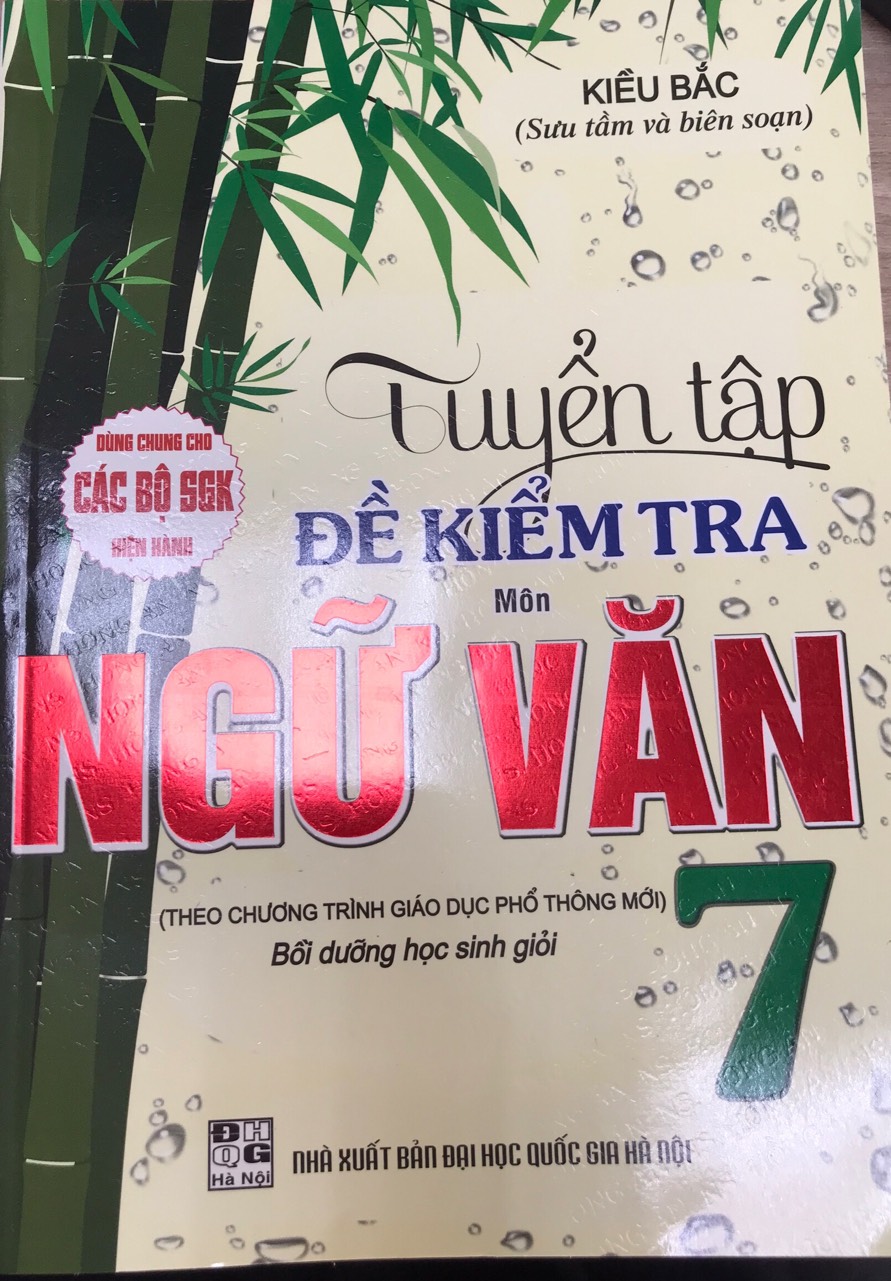 KIỀU BẮC
(Sưu tầm và biên soạn)
Tuyển tập
DÙNG CHUNG CHO
CÁC BỘ SGK
HIỆN HÀNH
ĐỀ KIỂM TRA
Môn
NGỮ VĂN
7
(THEO CHƯƠNG TRÌNH GIÁO DỤC PHỔ THÔNG MỚI)
Bồi dưỡng học sinh giỏi
ĐH
QG
Hà Nội
NHÀ XUẤT BẢN ĐẠI HỌC QUỐC GIA HÀ NỘI